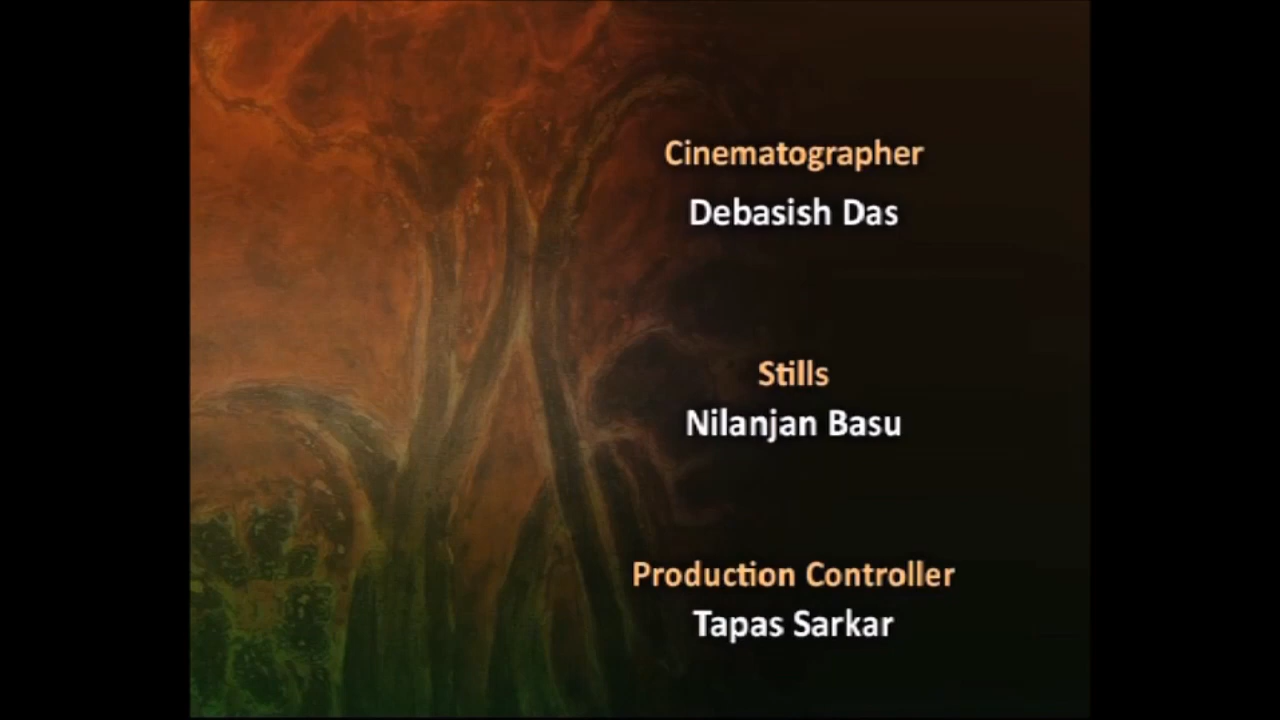 Cinematographer
Debasish Das
Stills
Nilanjan Basu
Production Controller
Tapas Sarkar